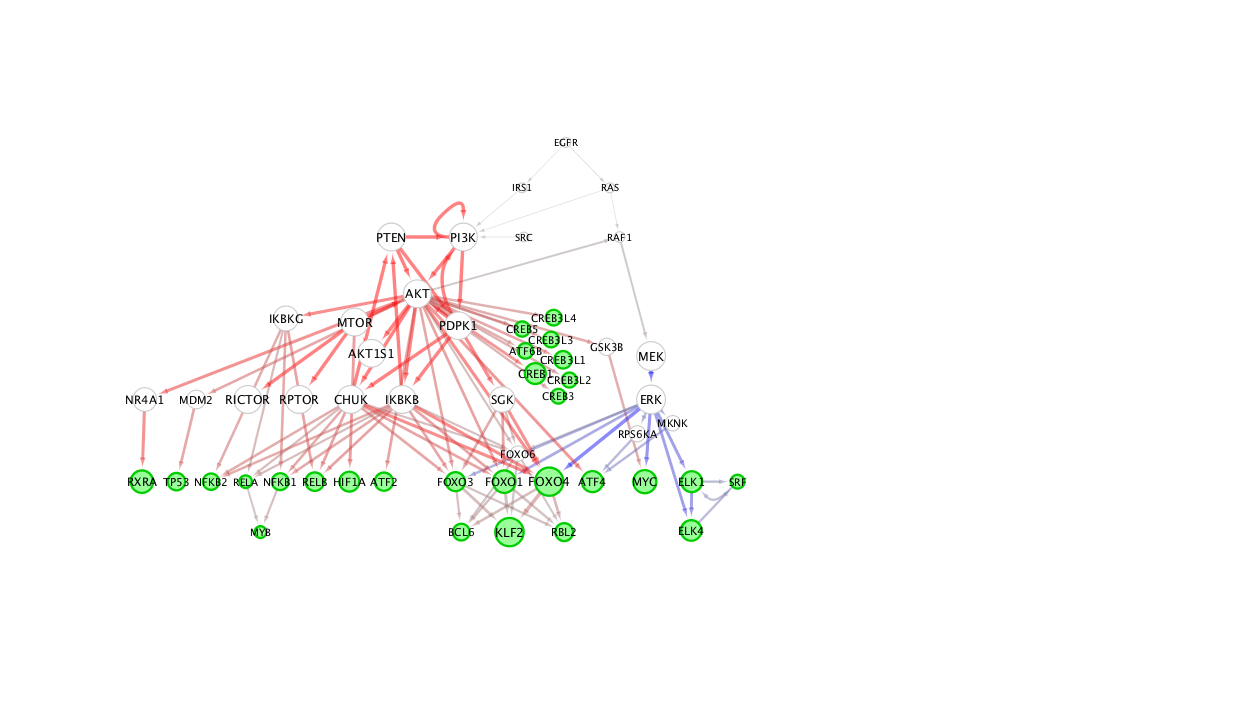 EGFR
IRS1 RAS
PTEN PI3K SRC RAF1
AKT
IKBKG MTOR PDPK1 CREB3L4
CREB5
CREB3L3
AKT1S1 ATF6B GSK3B MEK
CREB3L1
CREB1 CREB3L2
NR4A1 MDM2 RICTOR RPTOR CHUK IKBKB SGK CREB3 ERK
MKNK
RPS6KA
FOXO6
RXRA TP53 NFKB2 RELA NFKB1 RELB HIF1A ATF2 FOXO3 FOXO1 FOXO4 ATF4 MYC ELK1 SRF
MYB BCL6 KLF2 RBL2 ELK4